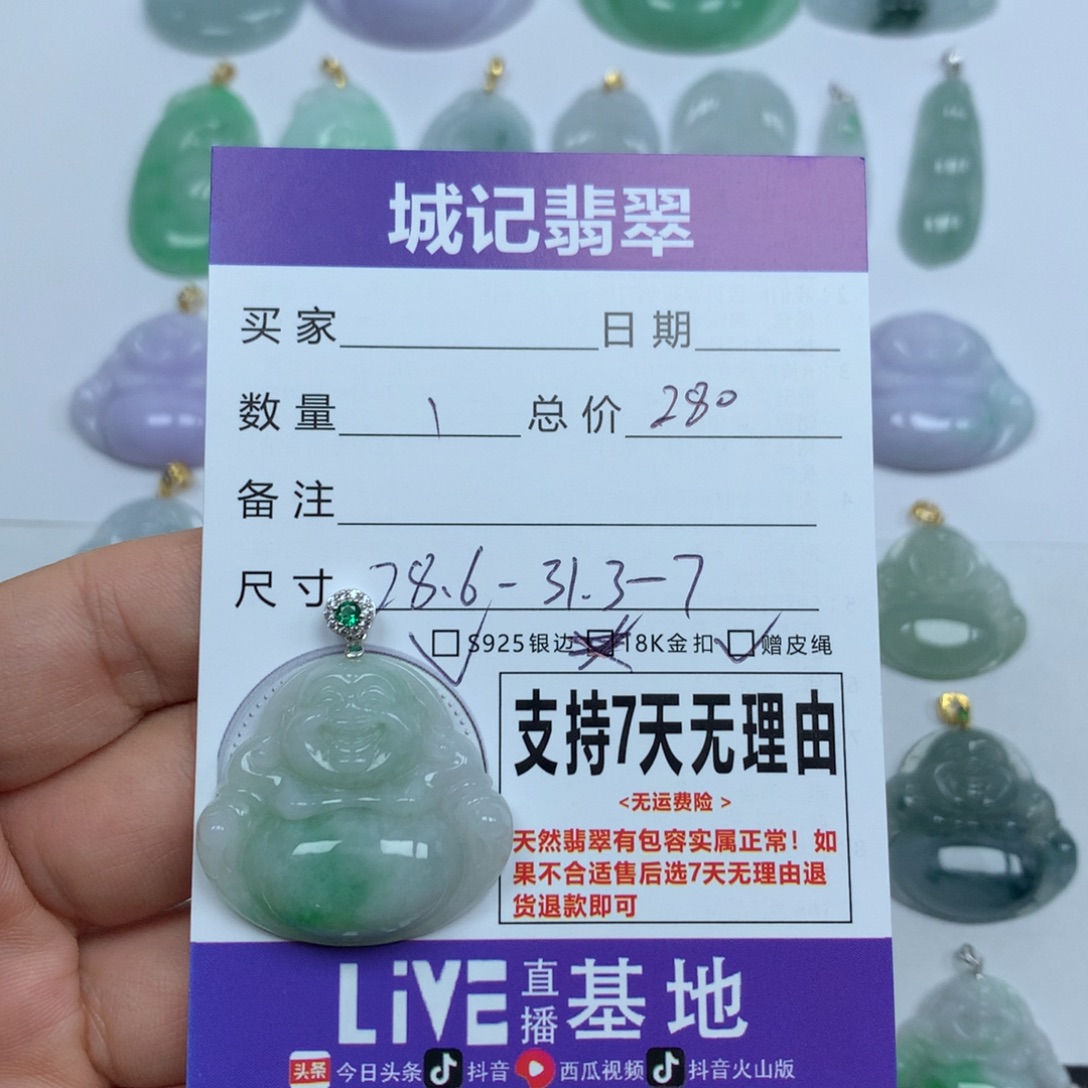 城记翡翠
买家 日期
数量 1 总价 280
备注
尺寸 28.6-31.3-7
S925银边 18K金扣 赠皮绳
支持7天无理由
<无运费险>
天然翡翠有包容实属正常！如
果不合适售后选7天无理由退
货退款即可
LiVE直播基地
头条 今日头条 抖音 西瓜视频 抖音火山版